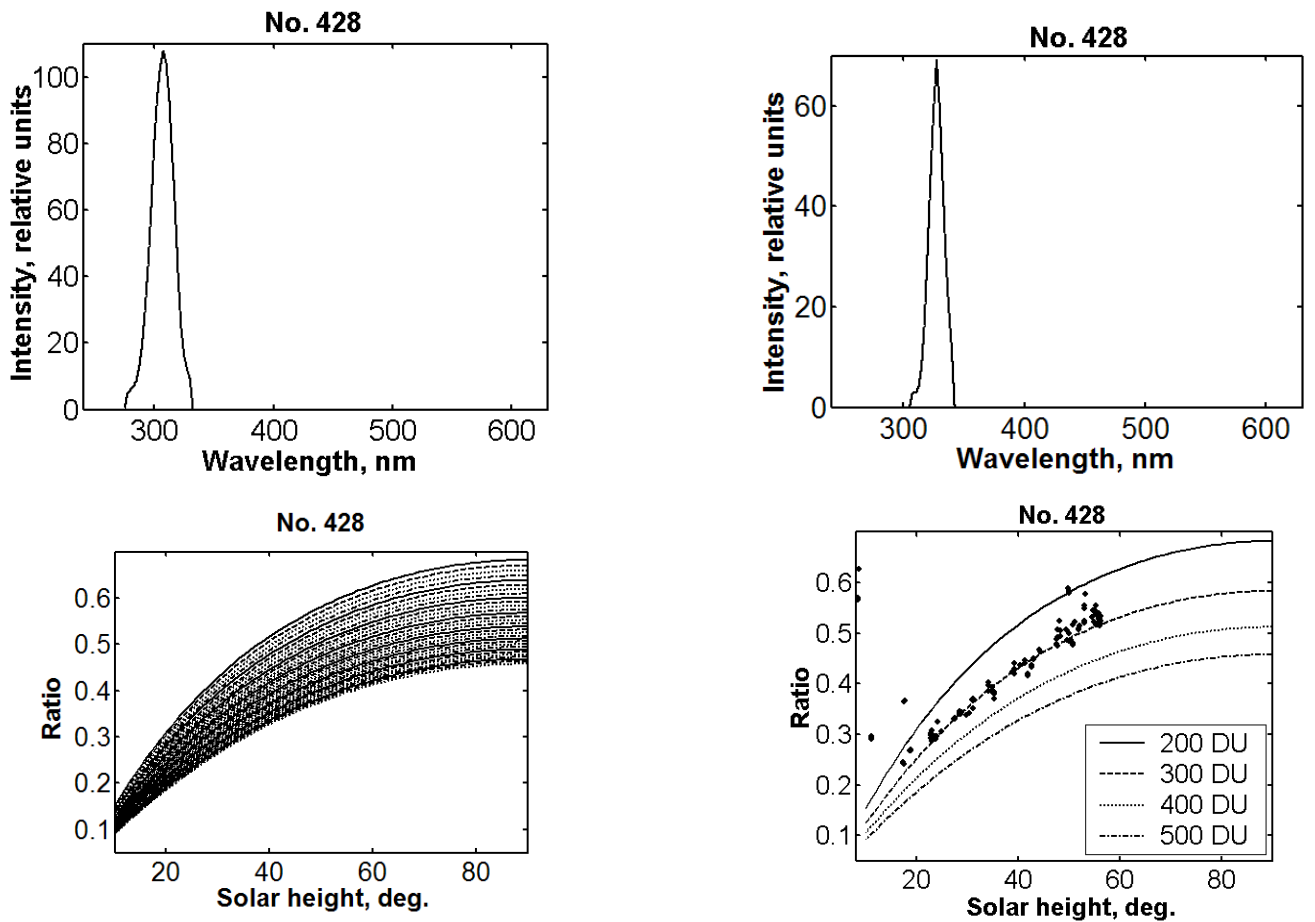 No. 428
Intensity, relative units
100
80
60
40
20
0
300 400 500 600
Wavelength, nm
No. 428
Intensity, relative units
60
40
20
0
300 400 500 600
Wavelength, nm
No. 428
Ratio
0.6
0.5
0.4
0.3
0.2
0.1
20 40 60 80
Solar height, deg.
No. 428
Ratio
0.6
0.5
0.4
0.3
0.2
0.1
200 DU
300 DU
400 DU
500 DU
20 40 60 80
Solar height, deg.